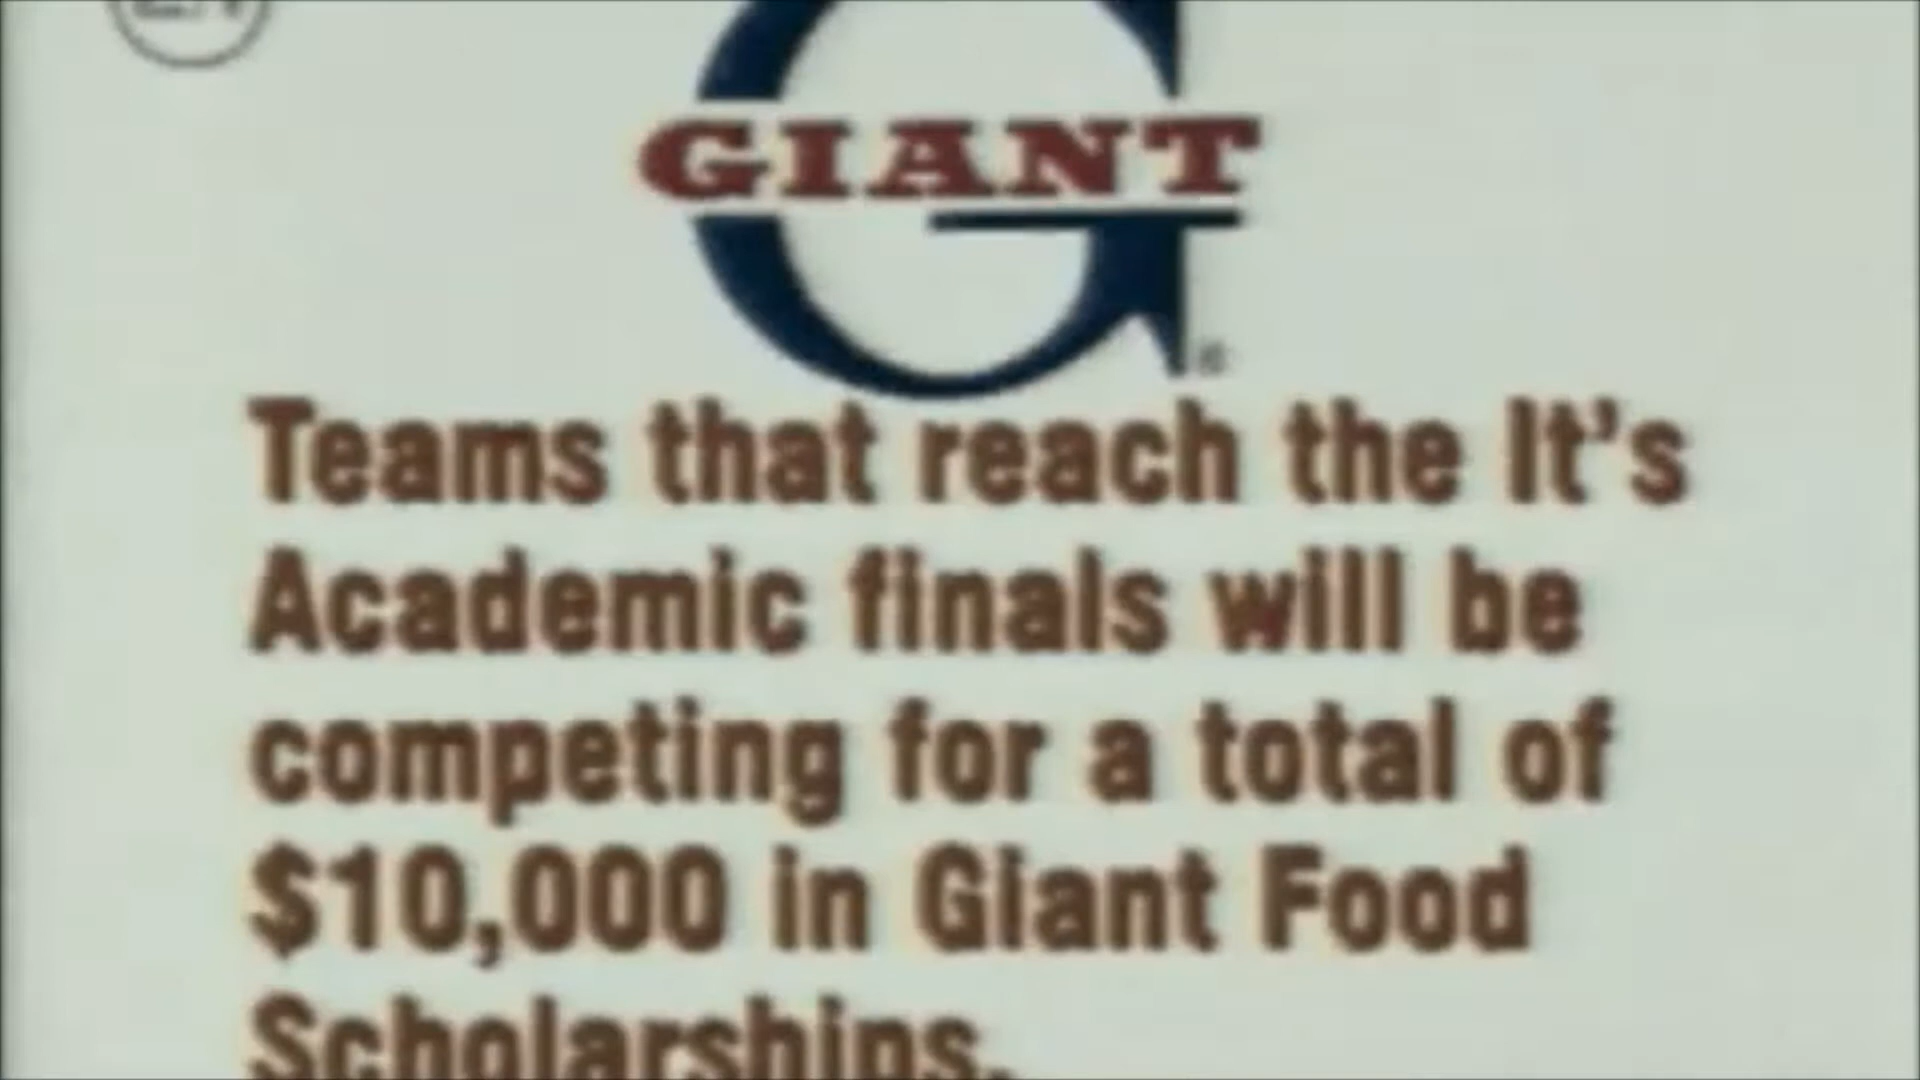 GIANT
Teams that reach the It's
Academic finals will be
competing for a total of
$10,000 in Giant Food
Scholarships.